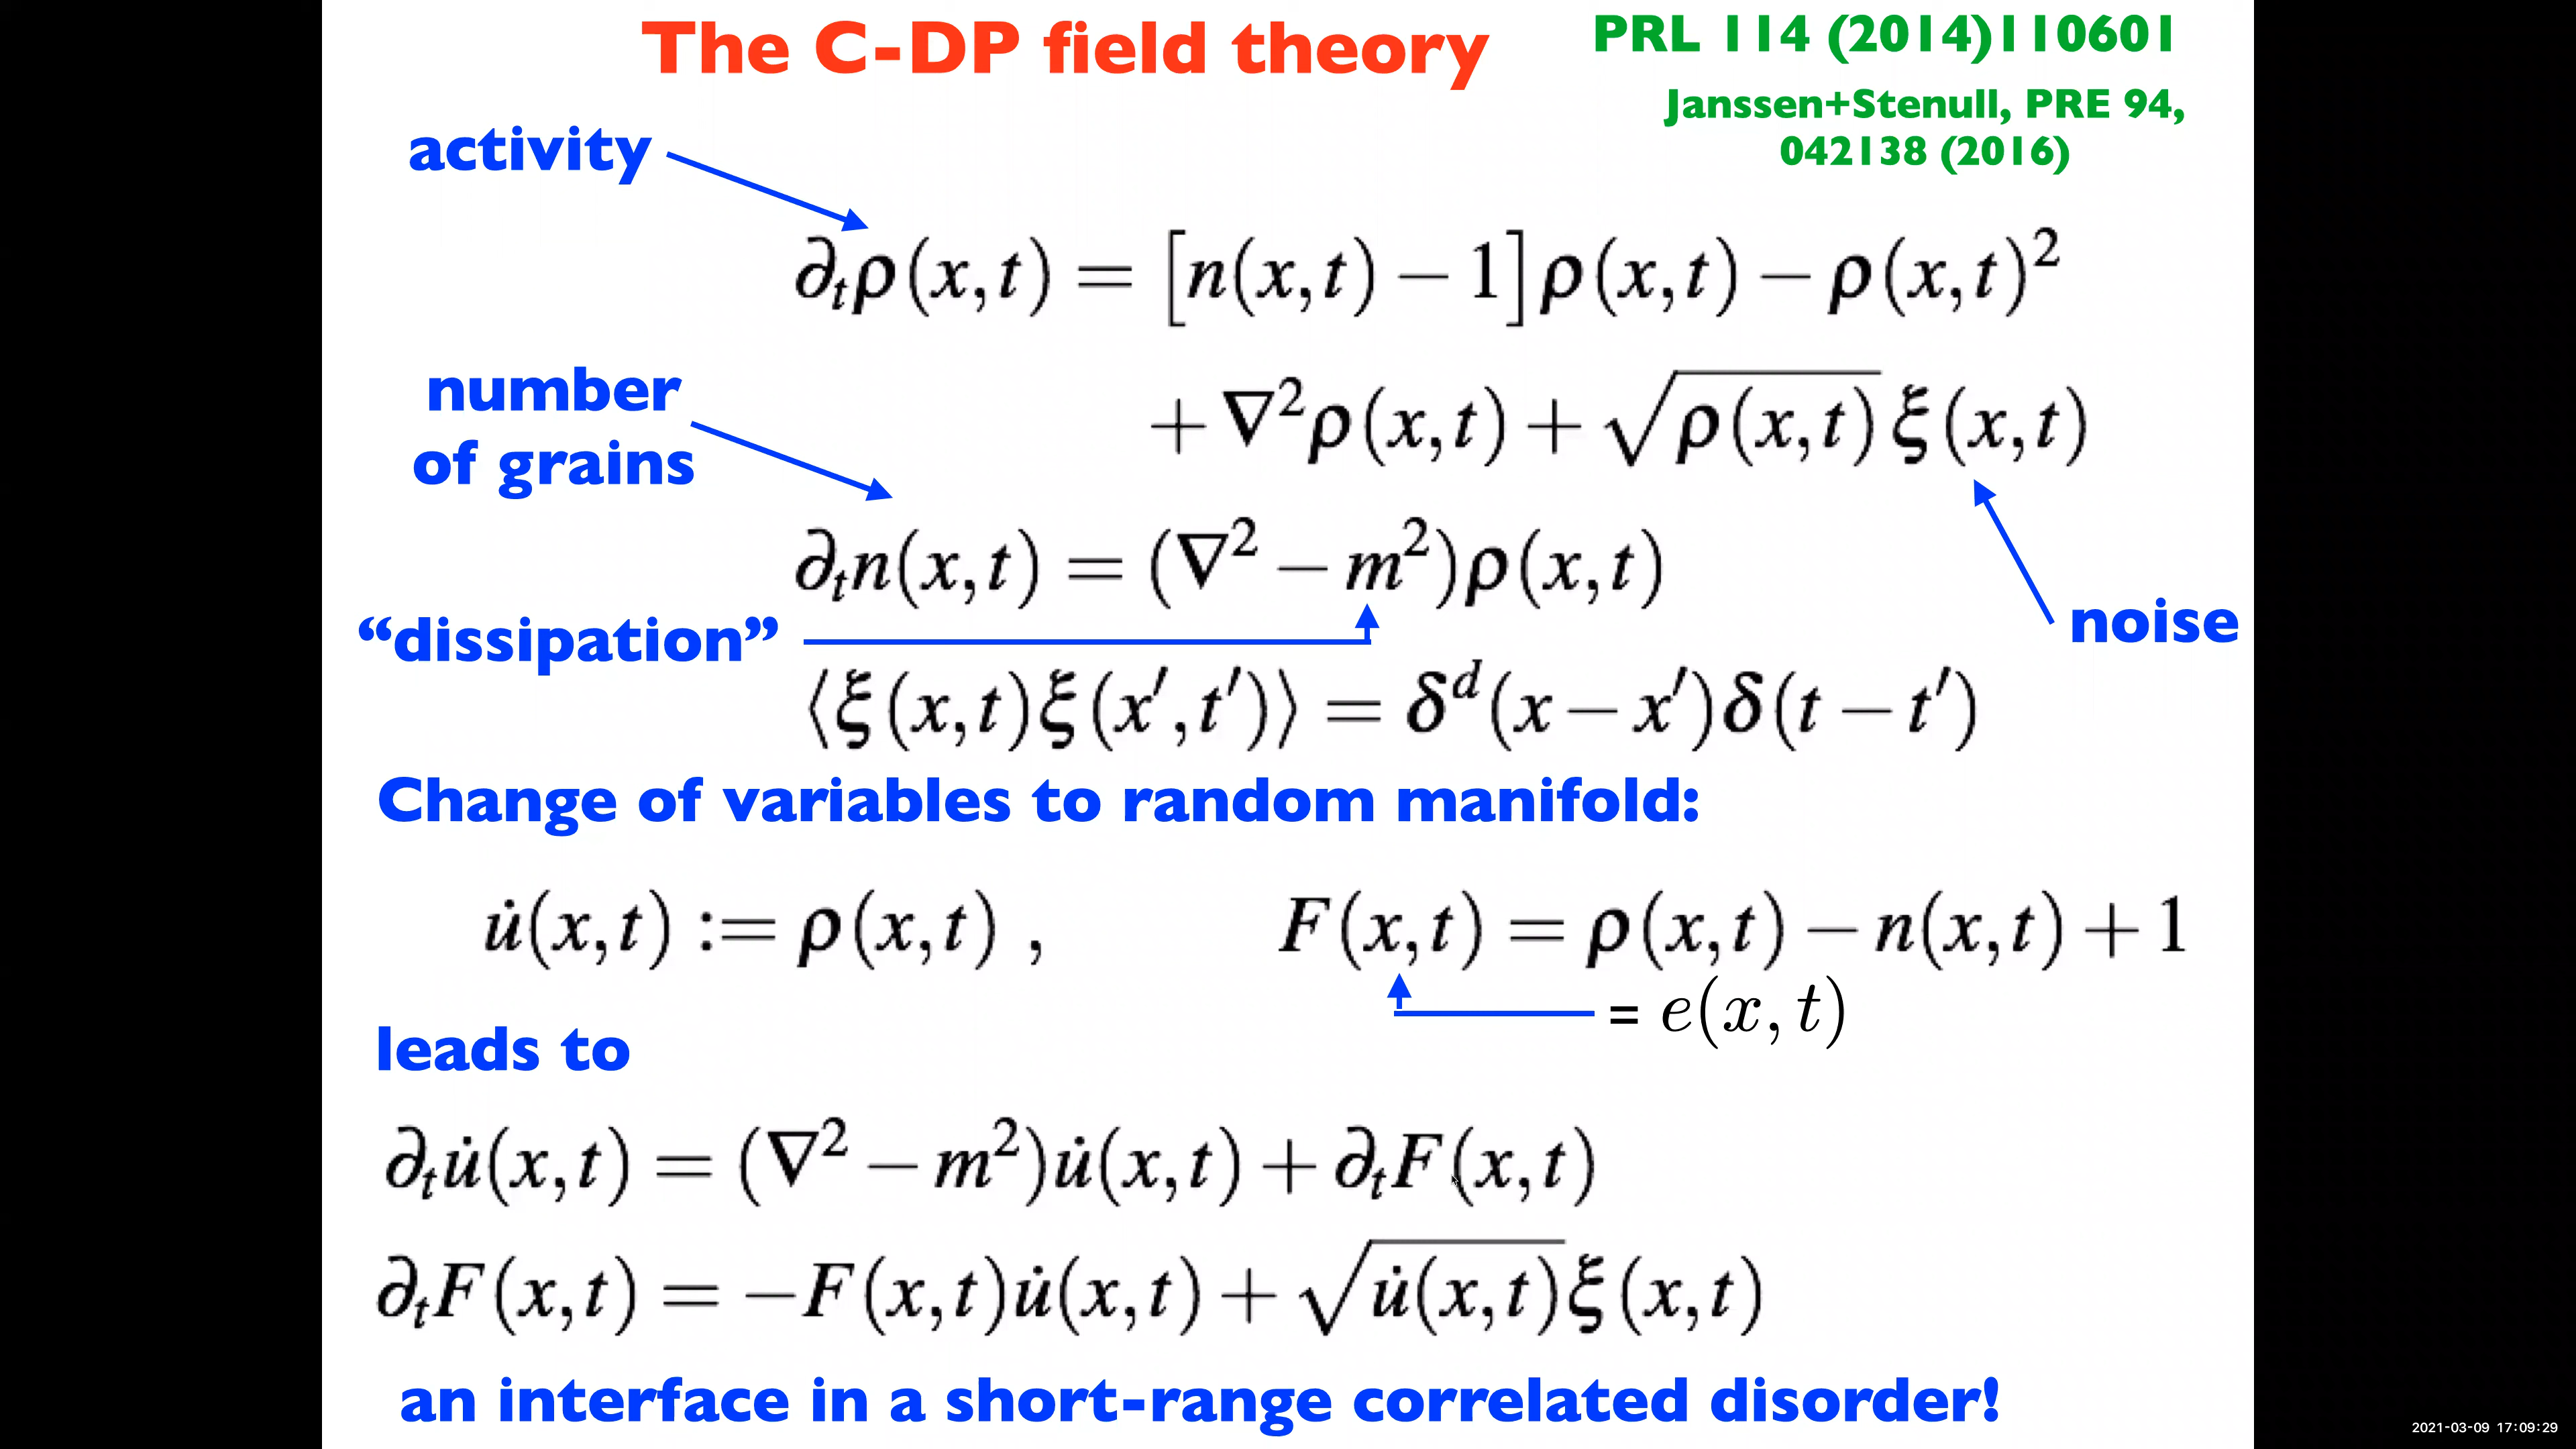 The C-DP field theory
PRL 114 (2014)110601
Janssen+Stenull, PRE 94,
042138 (2016)
activity
∂ₜρ(x,t) = [n(x,t) − 1]ρ(x,t) − ρ(x,t)²
number
of grains
+ ∇²ρ(x,t) + √ρ(x,t) ξ(x,t)
∂ₜn(x,t) = (∇² − m²)ρ(x,t)
“dissipation”
noise
⟨ξ(x,t)ξ(x′,t′)⟩ = δᵈ(x − x′)δ(t − t′)
Change of variables to random manifold:
u̇(x,t) := ρ(x,t) , F(x,t) = ρ(x,t) − n(x,t) + 1
= e(x,t)
leads to
∂ₜu̇(x,t) = (∇² − m²)u̇(x,t) + ∂ₜF(x,t)
∂ₜF(x,t) = −F(x,t)u̇(x,t) + √u̇(x,t)ξ(x,t)
an interface in a short-range correlated disorder!
2021-03-09 17:09:29